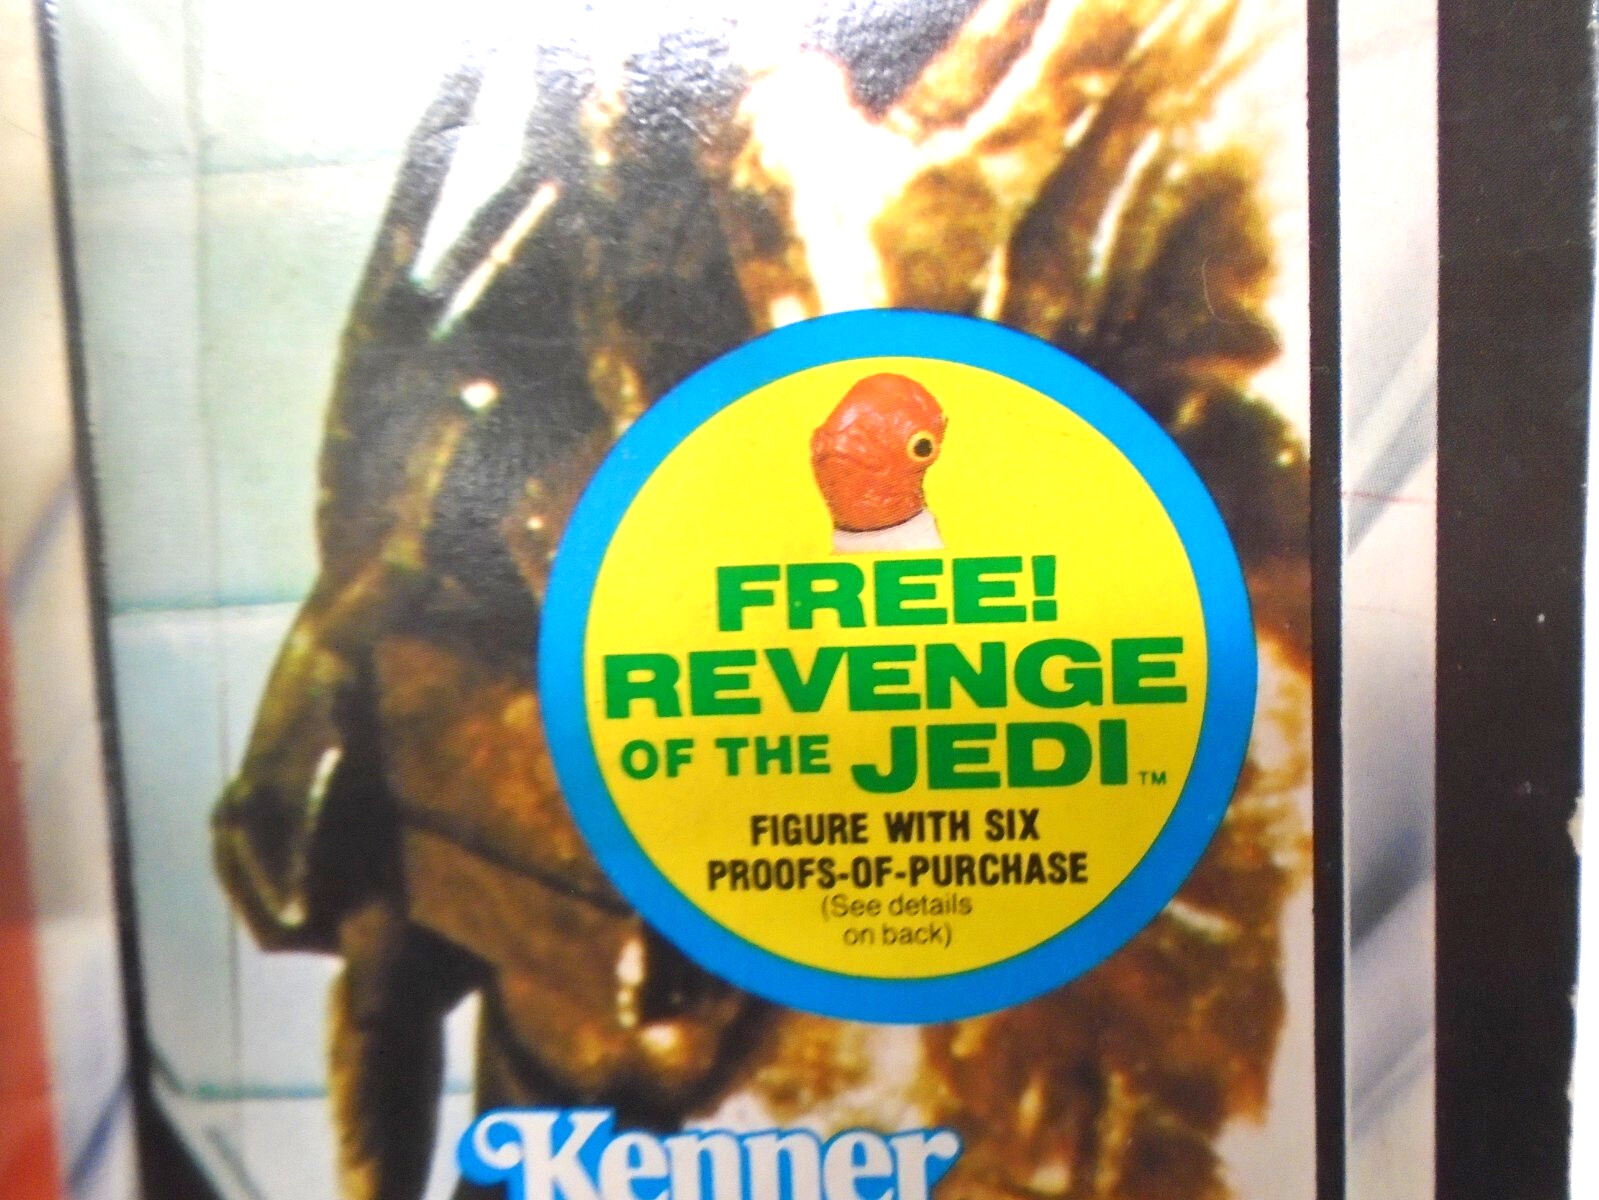 FREE!
REVENGE
OF THE JEDI™
FIGURE WITH SIX
PROOFS-OF-PURCHASE
(See details
on back)
Kenner